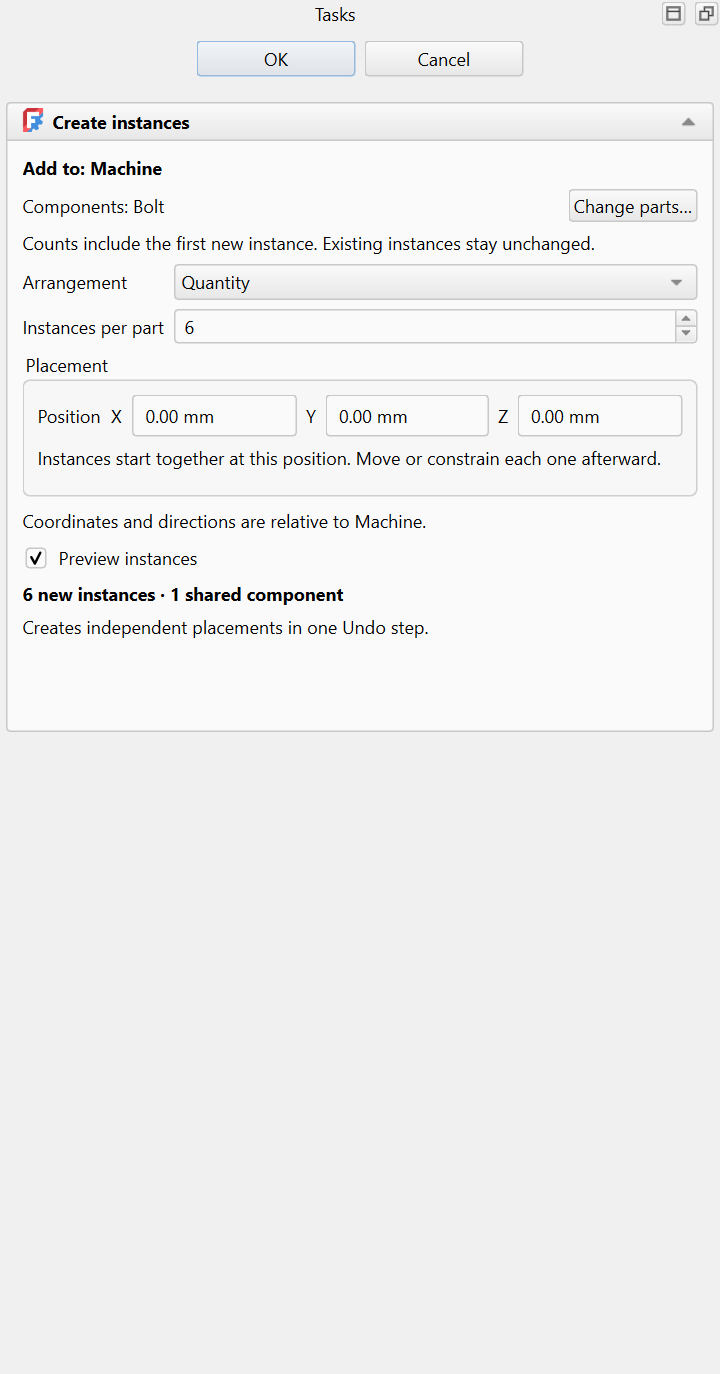 Tasks
OK Cancel
Create instances
Add to: Machine
Components: Bolt Change parts...
Counts include the first new instance. Existing instances stay unchanged.
Arrangement Quantity
Instances per part 6
Placement
Position X 0.00 mm Y 0.00 mm Z 0.00 mm
Instances start together at this position. Move or constrain each one afterward.
Coordinates and directions are relative to Machine.
Preview instances
6 new instances · 1 shared component
Creates independent placements in one Undo step.